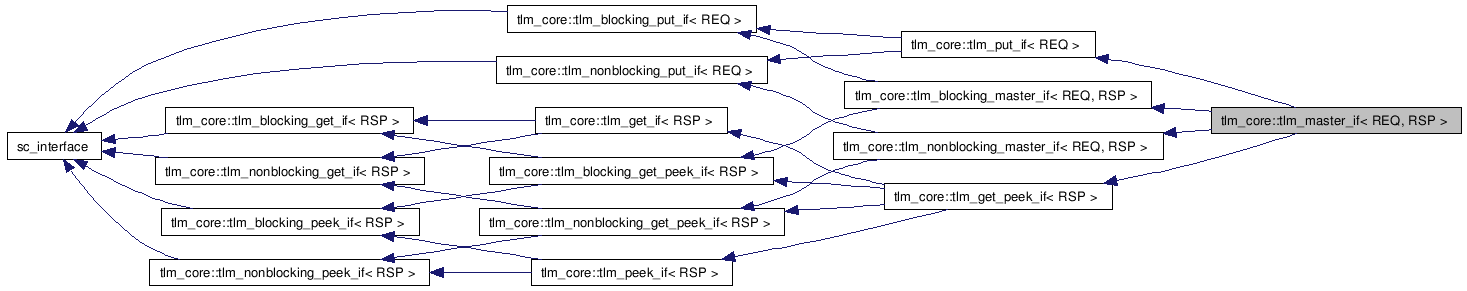 tlm_core::tlm_blocking_put_if< REQ >
tlm_core::tlm_put_if< REQ >
tlm_core::tlm_nonblocking_put_if< REQ >
tlm_core::tlm_blocking_master_if< REQ, RSP >
tlm_core::tlm_blocking_get_if< RSP >
tlm_core::tlm_get_if< RSP >
tlm_core::tlm_master_if< REQ, RSP >
sc_interface
tlm_core::tlm_nonblocking_master_if< REQ, RSP >
tlm_core::tlm_nonblocking_get_if< RSP >
tlm_core::tlm_blocking_get_peek_if< RSP >
tlm_core::tlm_get_peek_if< RSP >
tlm_core::tlm_blocking_peek_if< RSP >
tlm_core::tlm_nonblocking_get_peek_if< RSP >
tlm_core::tlm_nonblocking_peek_if< RSP >
tlm_core::tlm_peek_if< RSP >